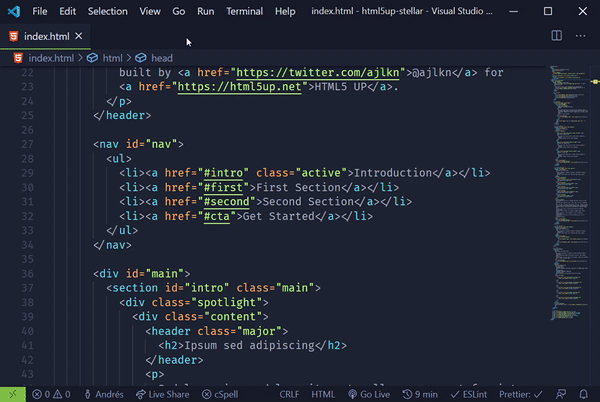 File Edit Selection View Go Run Terminal Help index.html - html5up-stellar - Visual Studio ...
index.html
index.html > html > head
22 built by <a href="https://twitter.com/ajlkn">@ajlkn</a> for
23 <a href="https://html5up.net">HTML5 UP</a>.
24 </p>
25 </header>
26
27 <nav id="nav">
28 <ul>
29 <li><a href="#intro" class="active">Introduction</a></li>
30 <li><a href="#first">First Section</a></li>
31 <li><a href="#second">Second Section</a></li>
32 <li><a href="#cta">Get Started</a></li>
33 </ul>
34 </nav>
35
36 <div id="main">
37 <section id="intro" class="main">
38 <div class="spotlight">
39 <div class="content">
40 <header class="major">
41 <h2>Ipsum sed adipiscing</h2>
42 </header>
43 <p>
0 0 Andrés Live Share cSpell CRLF HTML Go Live 9 min ESLint Prettier: